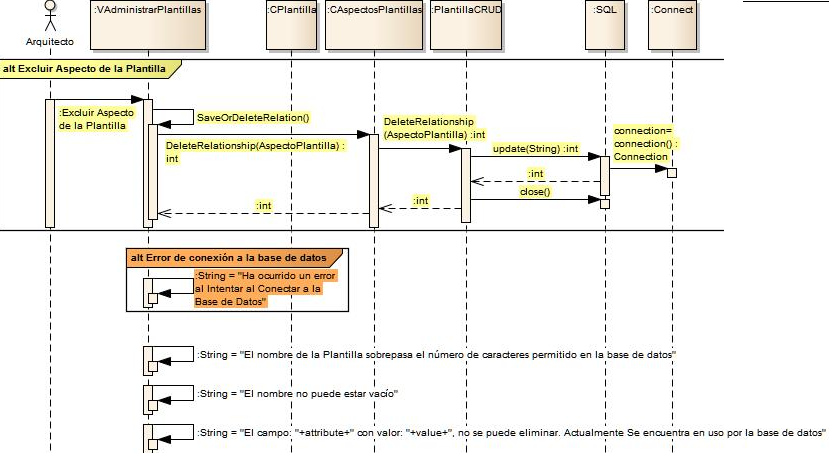 :VAdministrarPlantillas
:CPlantilla
:CAspectosPlantillas
:PlantillaCRUD
:SQL
:Connect
Arquitecto
alt Excluir Aspecto de la Plantilla
:Excluir Aspecto
de la Plantilla
SaveOrDeleteRelation()
DeleteRelationship(AspectoPlantilla) :
int
DeleteRelationship
(AspectoPlantilla) :int
update(String) :int
connection=
connection() :
Connection
:int
close()
:int
:int
alt Error de conexión a la base de datos
:String = "Ha ocurrido un error
al Intentar al Conectar a la
Base de Datos"
:String = "El nombre de la Plantilla sobrepasa el número de caracteres permitido en la base de datos"
:String = "El nombre no puede estar vacío"
:String = "El campo: "+attribute+" con valor: "+value+", no se puede eliminar. Actualmente Se encuentra en uso por la base de datos"